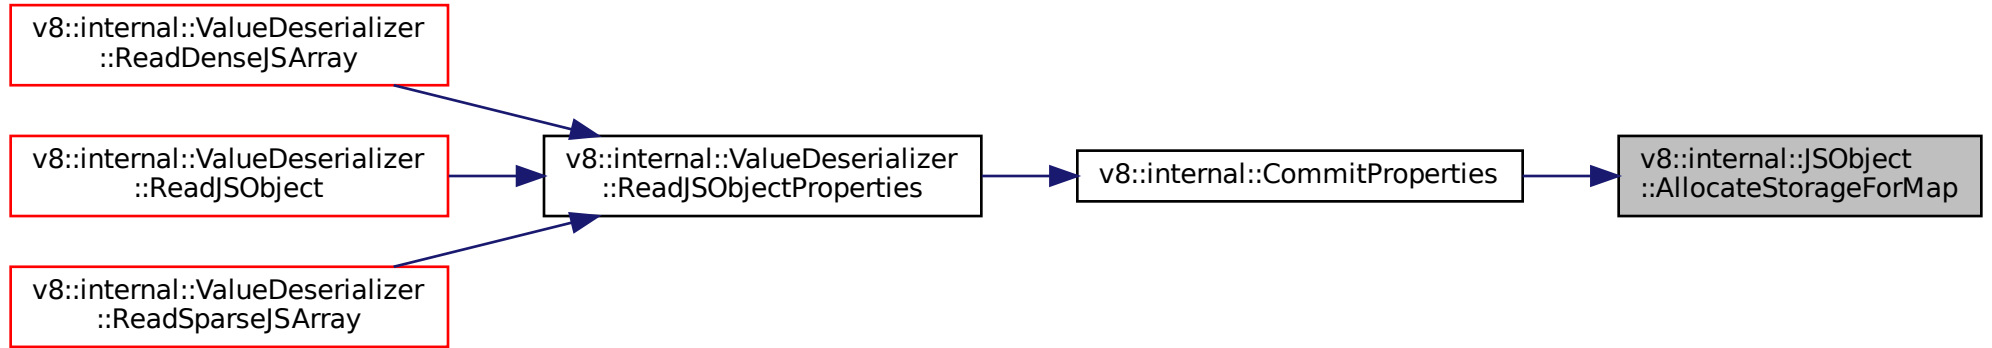 v8::internal::ValueDeserializer
::ReadDenseJSArray
v8::internal::ValueDeserializer
::ReadJSObject
v8::internal::ValueDeserializer
::ReadSparseJSArray
v8::internal::ValueDeserializer
::ReadJSObjectProperties
v8::internal::CommitProperties
v8::internal::JSObject
::AllocateStorageForMap